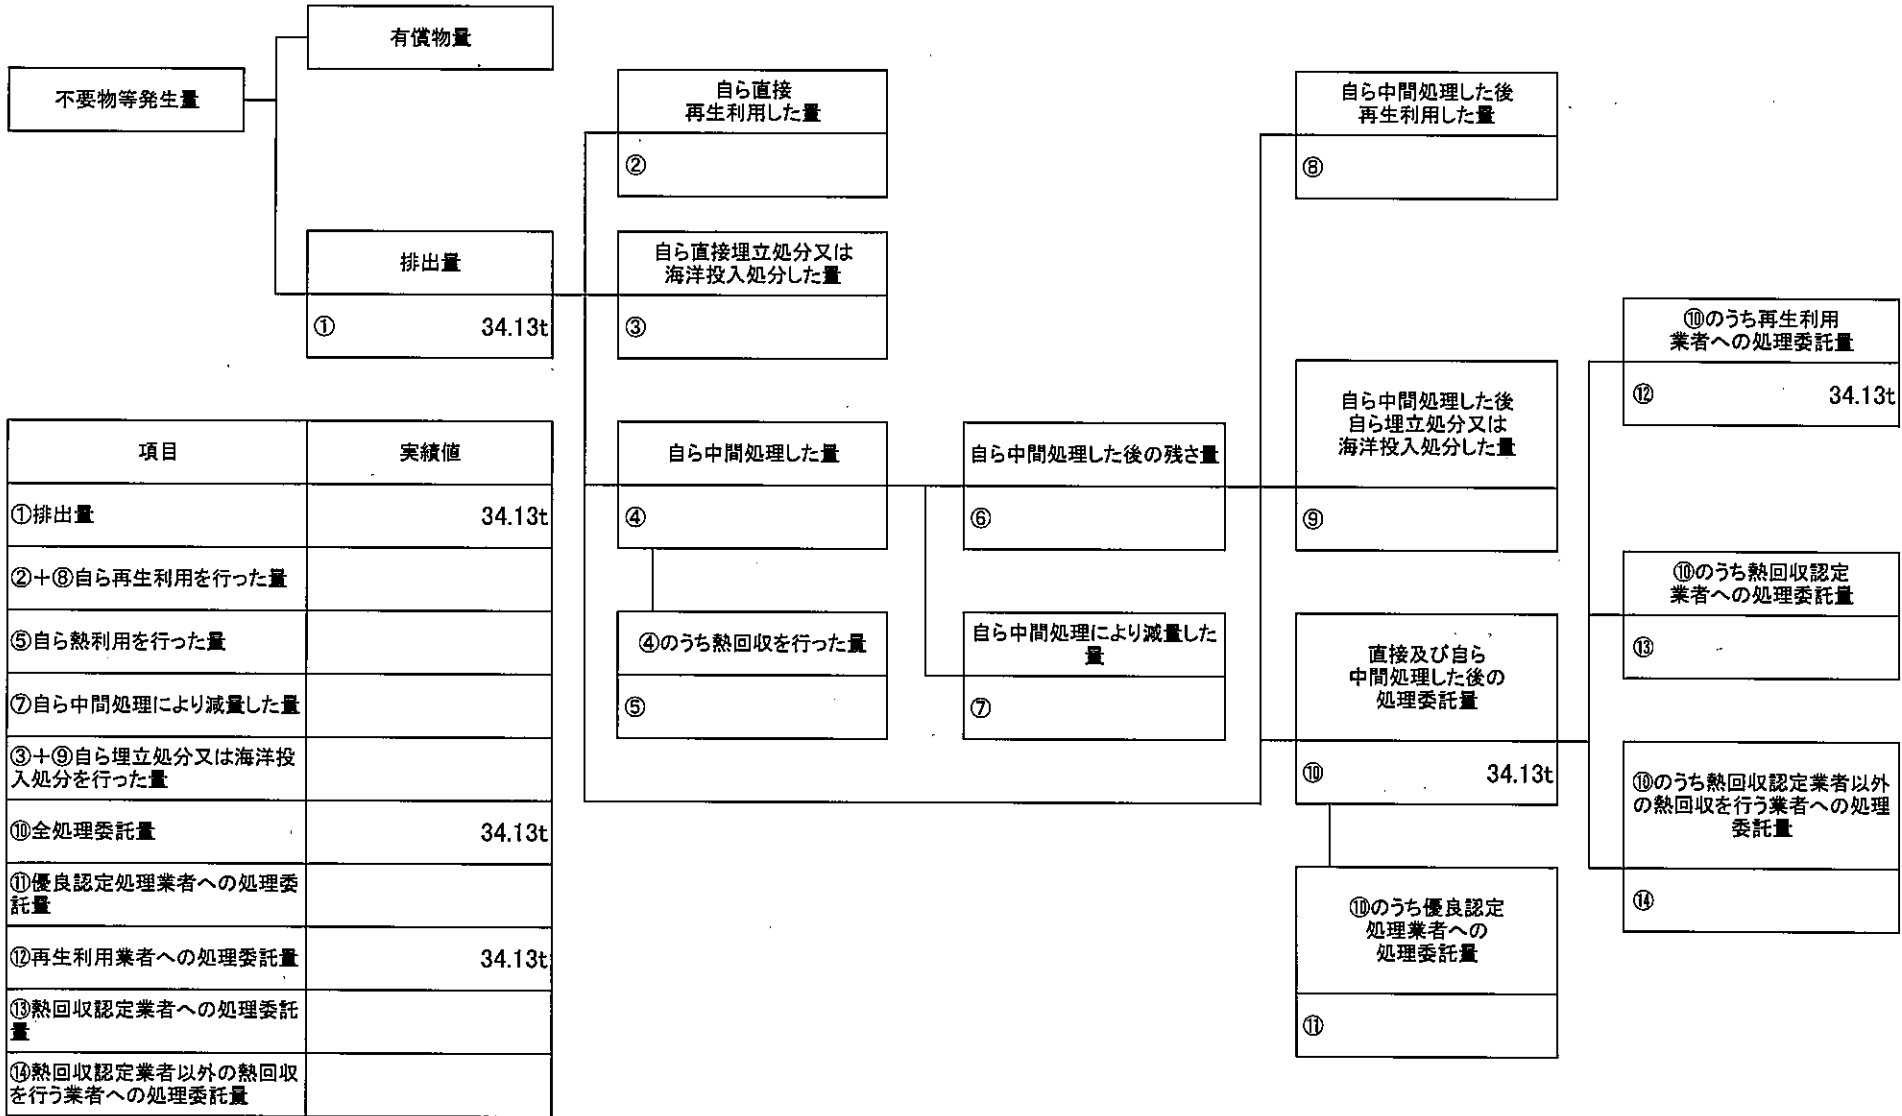 有償物量
不要物等発生量
自ら直接
再生利用した量
②
自ら中間処理した後
再生利用した量
⑧
排出量
① 34.13t
自ら直接埋立処分又は
海洋投入処分した量
③
⑩のうち再生利用
業者への処理委託量
⑫ 34.13t
自ら中間処理した量
④
自ら中間処理した後の残さ量
⑥
自ら中間処理した後
自ら埋立処分又は
海洋投入処分した量
⑨
⑩のうち熱回収認定
業者への処理委託量
⑬
④のうち熱回収を行った量
⑤
自ら中間処理により減量した
量
⑦
直接及び自ら
中間処理した後の
処理委託量
⑩ 34.13t
⑩のうち熱回収認定業者以外
の熱回収を行う業者への処理
委託量
⑭
⑩のうち優良認定
処理業者への
処理委託量
⑪
項目 実績値
①排出量 34.13t
②+⑧自ら再生利用を行った量
⑤自ら熱利用を行った量
⑦自ら中間処理により減量した量
③+⑨自ら埋立処分又は海洋投
入処分を行った量
⑩全処理委託量 34.13t
⑪優良認定処理業者への処理委
託量
⑫再生利用業者への処理委託量 34.13t
⑬熱回収認定業者への処理委託
量
⑭熱回収認定業者以外の熱回収
を行う業者への処理委託量